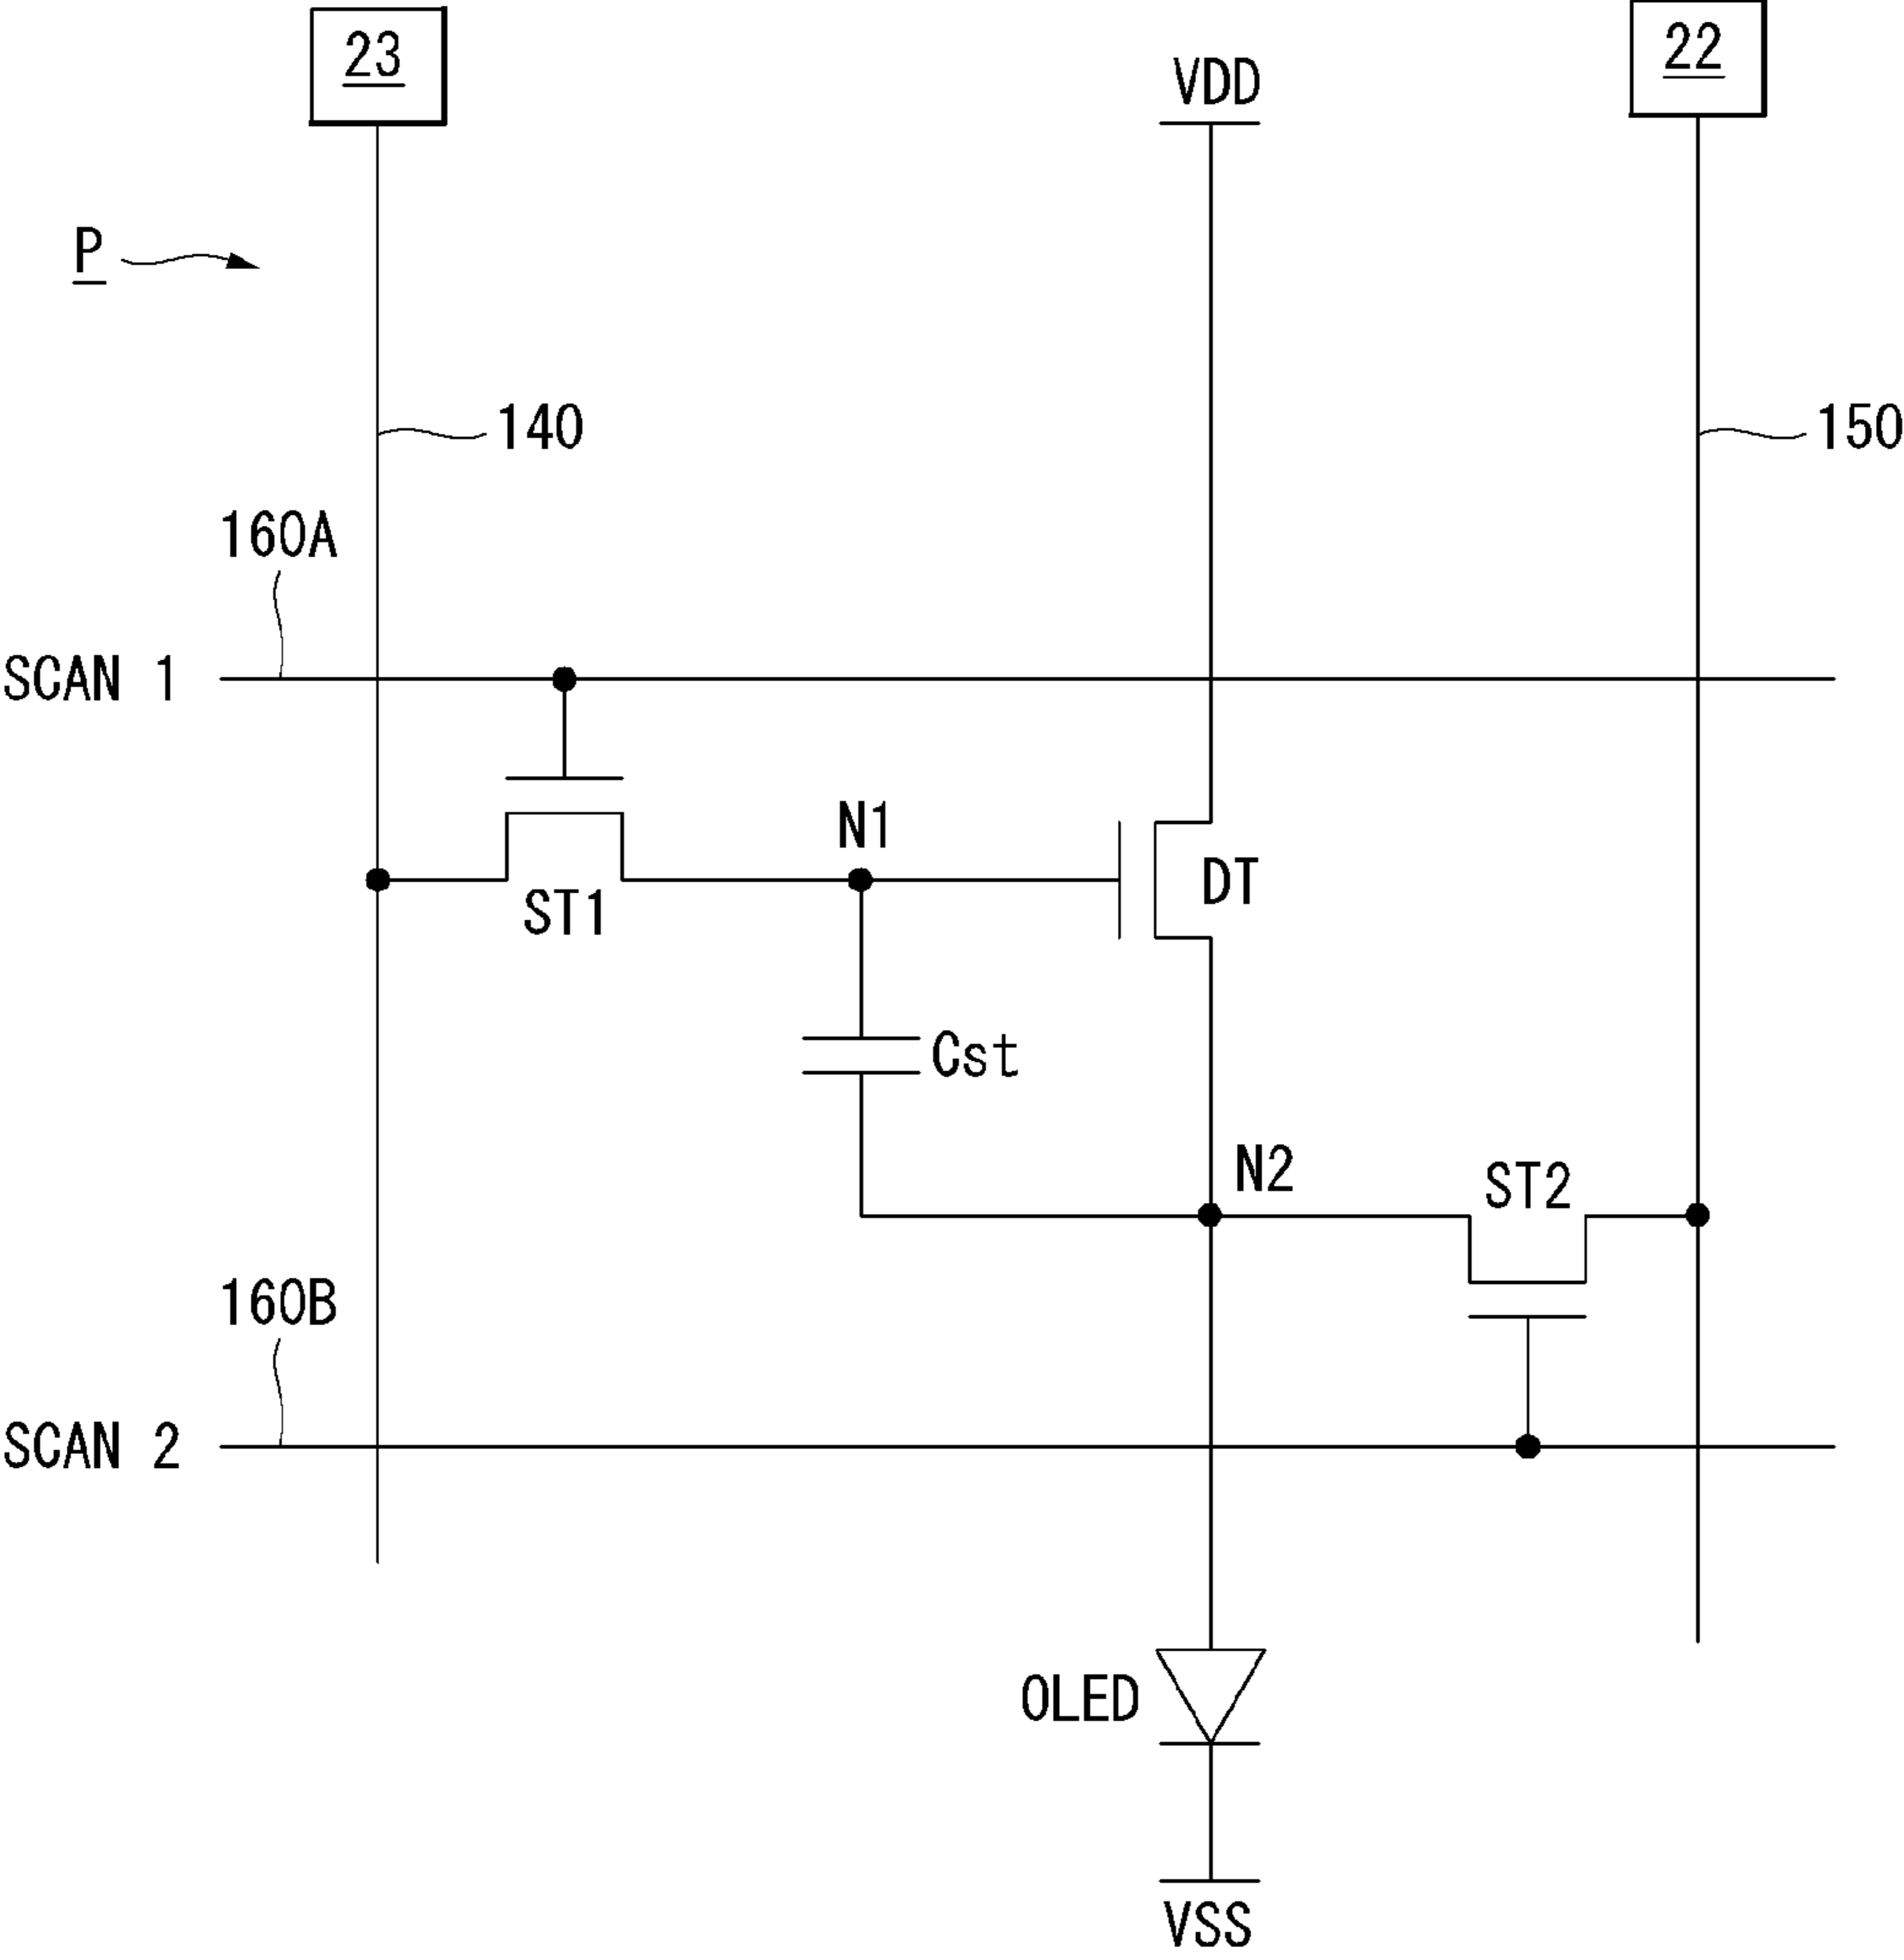 23
22
VDD
P
140
150
160A
SCAN 1
N1
DT
ST1
Cst
N2
ST2
160B
SCAN 2
OLED
VSS